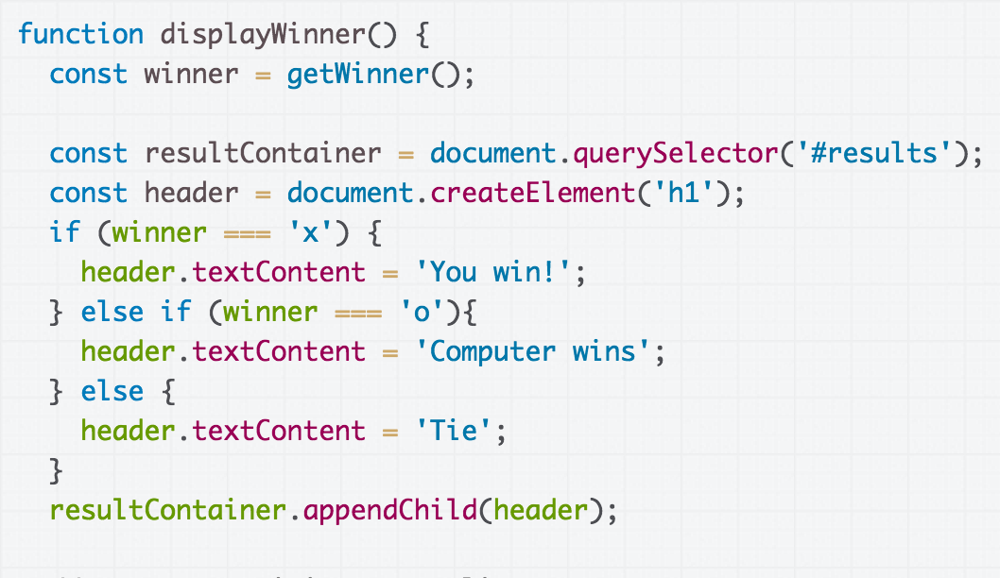 function displayWinner() {
  const winner = getWinner();

  const resultContainer = document.querySelector('#results');
  const header = document.createElement('h1');
  if (winner === 'x') {
    header.textContent = 'You win!';
  } else if (winner === 'o'){
    header.textContent = 'Computer wins';
  } else {
    header.textContent = 'Tie';
  }
  resultContainer.appendChild(header);